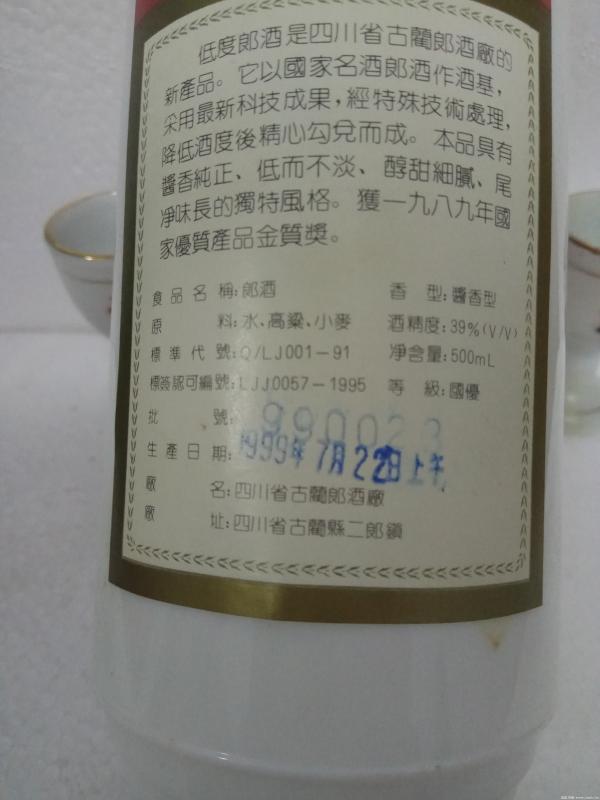 低度郎酒是四川省古藺郎酒廠的
新產品。它以國家名酒郎酒作酒基，
采用最新科技成果，經特殊技術處理，
降低酒度後精心勾兌而成。本品具有
醬香純正、低而不淡、醇甜細膩、尾
凈味長的獨特風格。獲一九八九年國
家優質產品金質獎。
食品名稱：郎酒 香型：醬香型
原料：水、高粱、小麥 酒精度：39%(V/V)
標準代號：Q/LJ001-91 净含量：500mL
標簽認可編號：LJJ0057-1995 等級：國優
批號：990023
生產日期：1999年7月22日上午
廠名：四川省古藺郎酒廠
廠址：四川省古藺縣二郎鎮